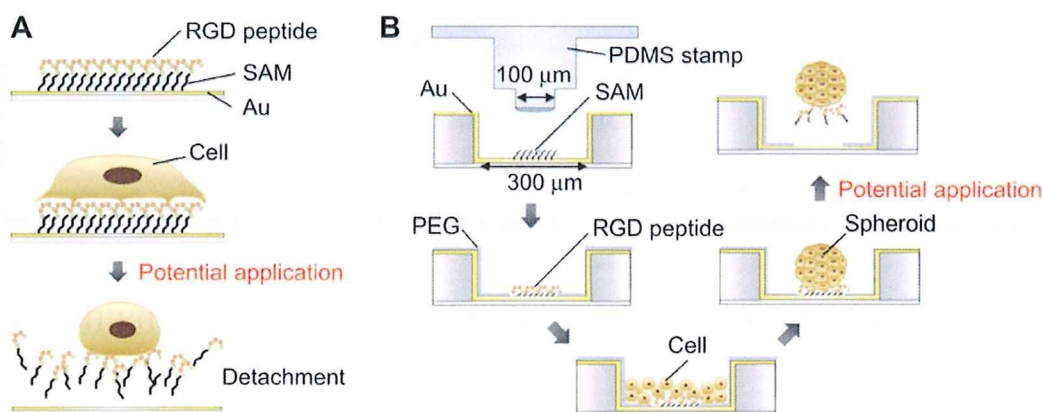 A
RGD peptide
SAM
Au
Cell
Potential application
Detachment
B
PDMS stamp
100 μm
Au
SAM
300 μm
PEG
RGD peptide
Cell
Spheroid
Potential application